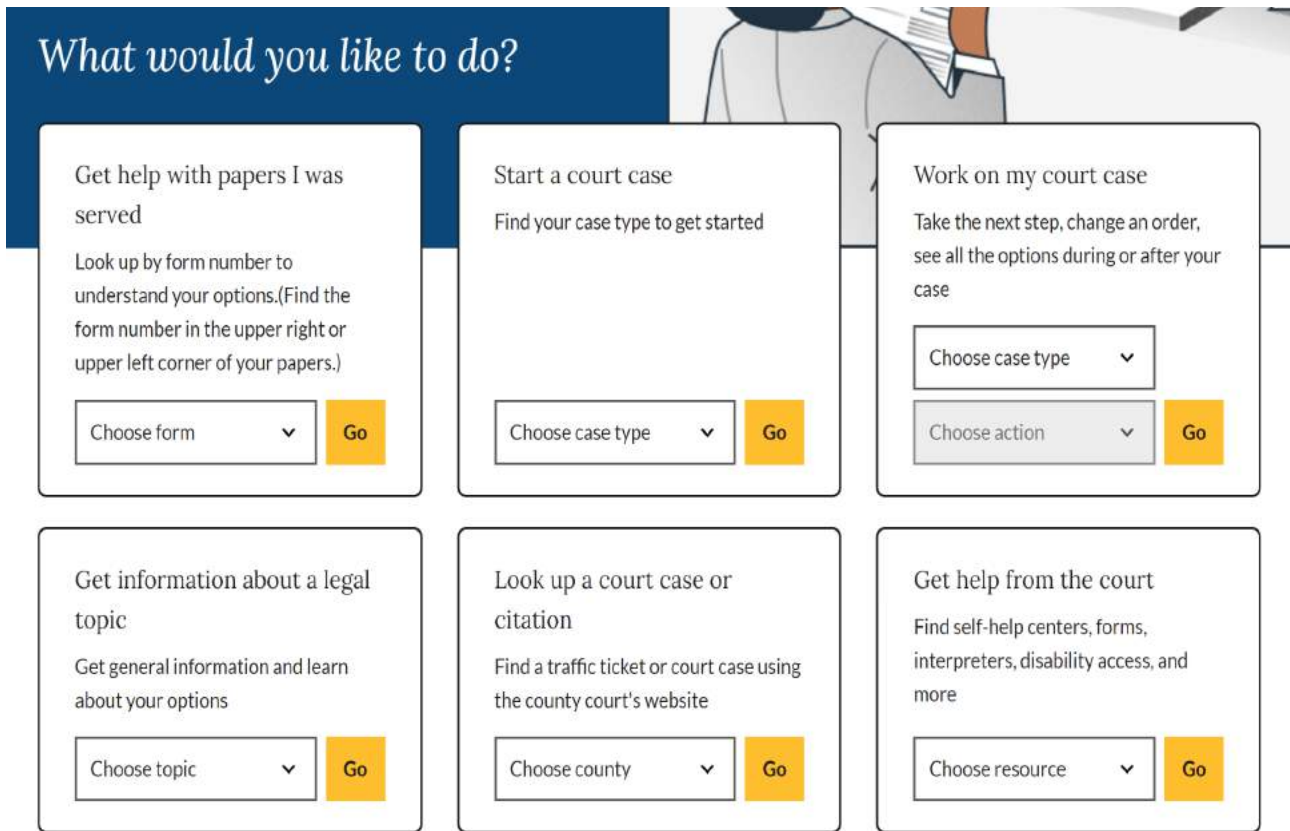 What would you like to do?
Get help with papers I was
served
Look up by form number to
understand your options.(Find the
form number in the upper right or
upper left corner of your papers.)
Choose form
Go
Start a court case
Find your case type to get started
Choose case type
Go
Work on my court case
Take the next step, change an order,
see all the options during or after your
case
Choose case type
Choose action
Go
Get information about a legal
topic
Get general information and learn
about your options
Choose topic
Go
Look up a court case or
citation
Find a traffic ticket or court case using
the county court's website
Choose county
Go
Get help from the court
Find self-help centers, forms,
interpreters, disability access, and
more
Choose resource
Go